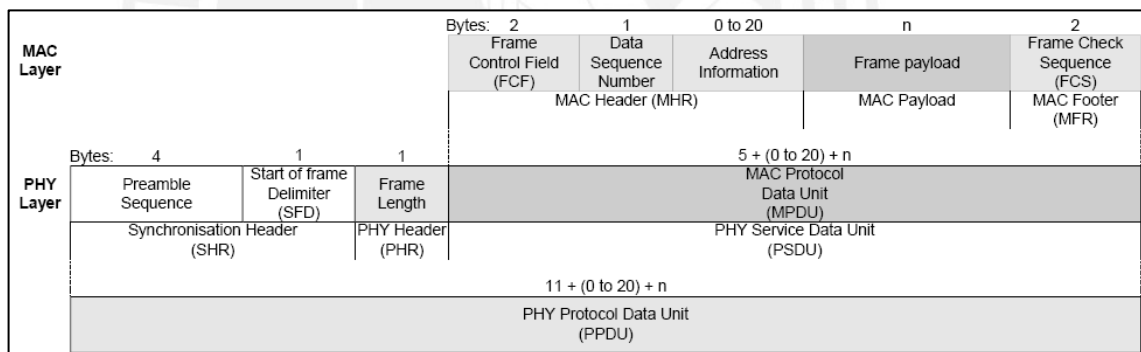 Bytes: 2 1 0 to 20 n 2
MAC Layer
Frame Control Field (FCF)
Data Sequence Number
Address Information
Frame payload
Frame Check Sequence (FCS)
MAC Header (MHR)
MAC Payload
MAC Footer (MFR)
Bytes: 4 1 1 5 + (0 to 20) + n
PHY Layer
Preamble Sequence
Start of frame Delimiter (SFD)
Frame Length
MAC Protocol Data Unit (MPDU)
Synchronisation Header (SHR)
PHY Header (PHR)
PHY Service Data Unit (PSDU)
11 + (0 to 20) + n
PHY Protocol Data Unit
(PPDU)